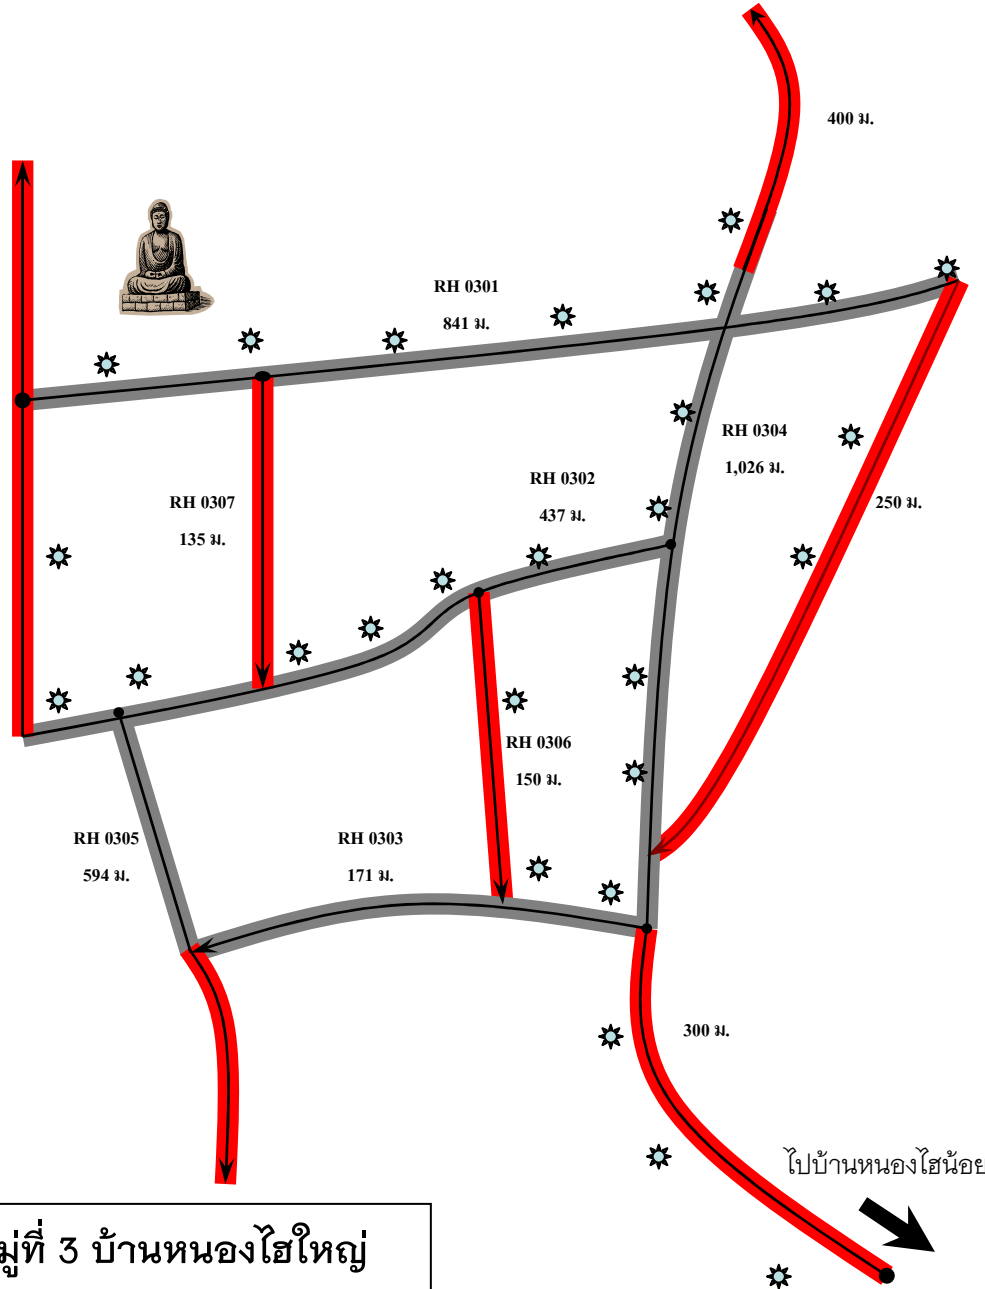 400 ม.
RH 0301
841 ม.
RH 0304
1,026 ม.
RH 0302
437 ม.
RH 0307
135 ม.
250 ม.
RH 0306
150 ม.
RH 0305
594 ม.
RH 0303
171 ม.
300 ม.
ไปบ้านหนองไฮน้อย
มู่ที่ 3 บ้านหนองไฮใหญ่